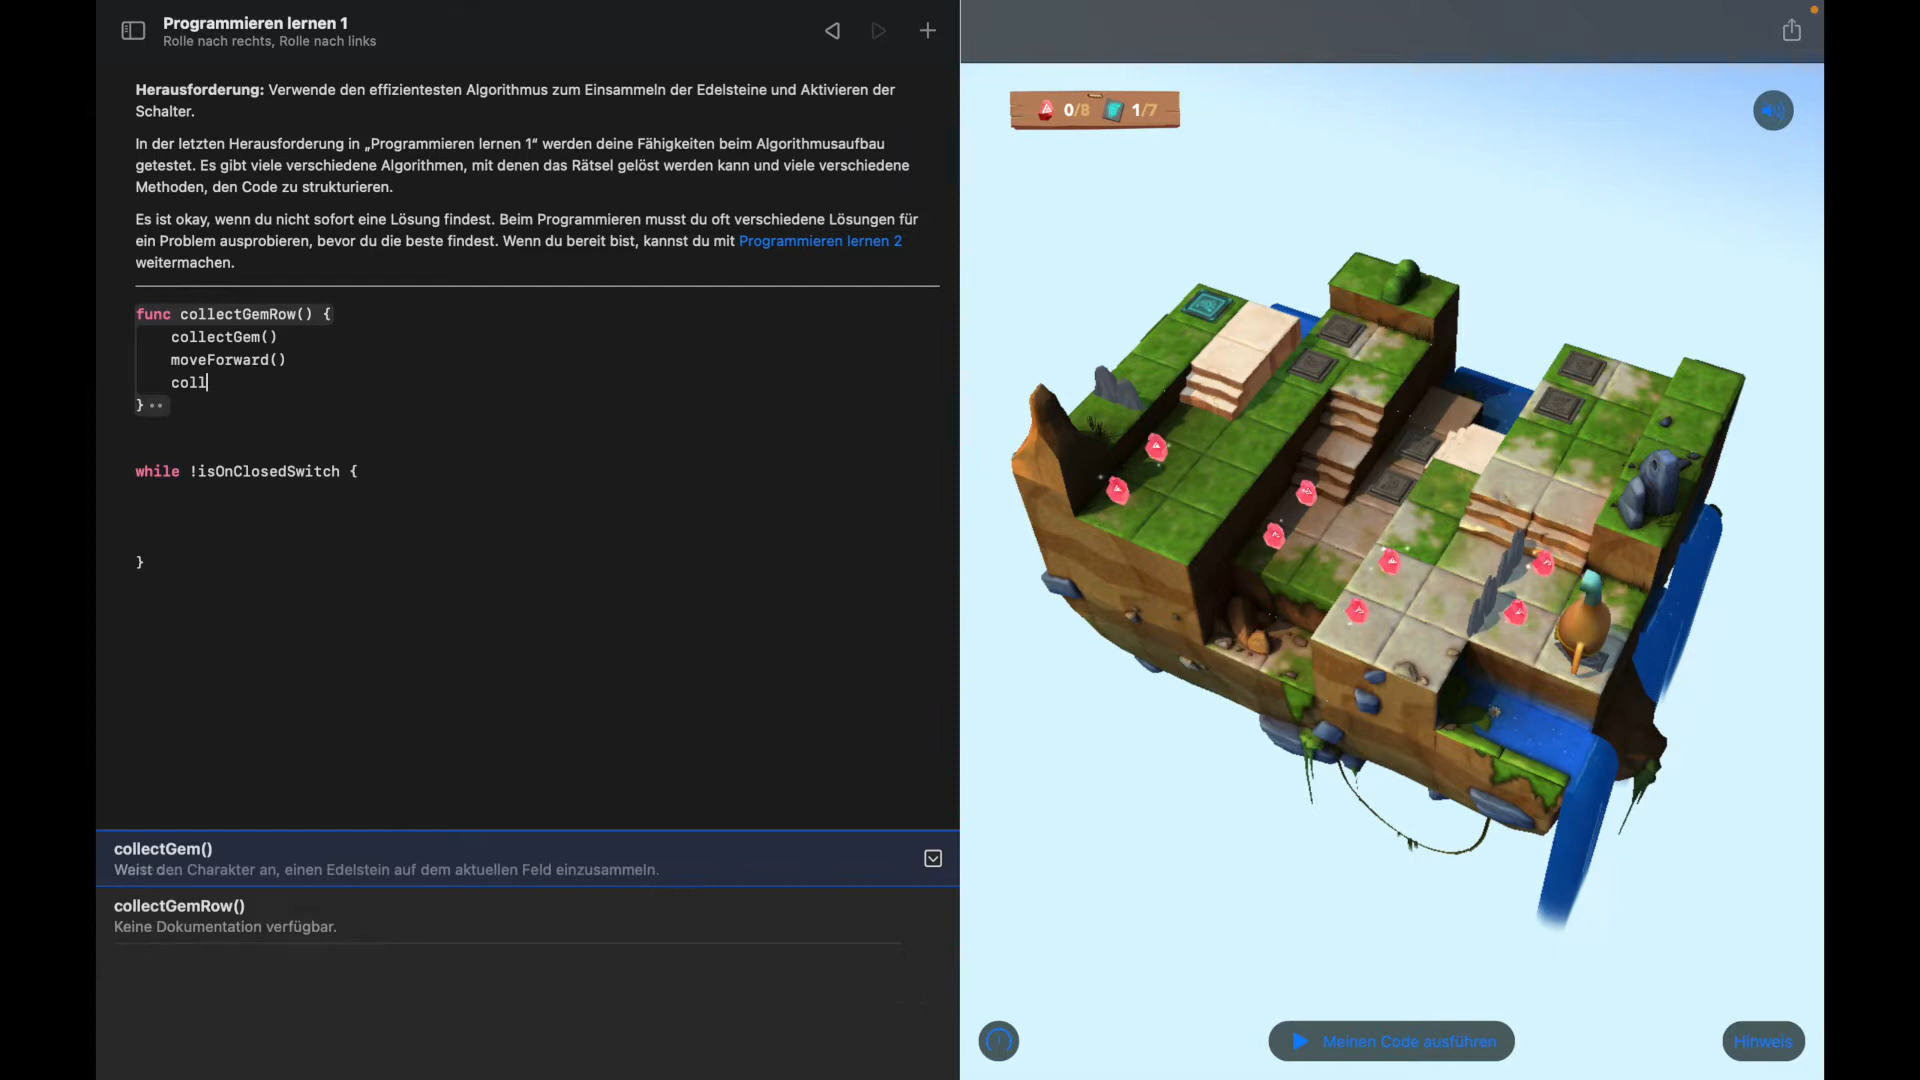 Programmieren lernen 1
Rolle nach rechts, Rolle nach links
Herausforderung: Verwende den effizientesten Algorithmus zum Einsammeln der Edelsteine und Aktivieren der
Schalter.
In der letzten Herausforderung in „Programmieren lernen 1“ werden deine Fähigkeiten beim Algorithmusaufbau
getestet. Es gibt viele verschiedene Algorithmen, mit denen das Rätsel gelöst werden kann und viele verschiedene
Methoden, den Code zu strukturieren.
Es ist okay, wenn du nicht sofort eine Lösung findest. Beim Programmieren musst du oft verschiedene Lösungen für
ein Problem ausprobieren, bevor du die beste findest. Wenn du bereit bist, kannst du mit Programmieren lernen 2
weitermachen.
func collectGemRow() {
collectGem()
moveForward()
coll
}
while !isOnClosedSwitch {
}
collectGem()
Weist den Charakter an, einen Edelstein auf dem aktuellen Feld einzusammeln.
collectGemRow()
Keine Dokumentation verfügbar.
0/8 1/7
Meinen Code ausführen
Hinweis